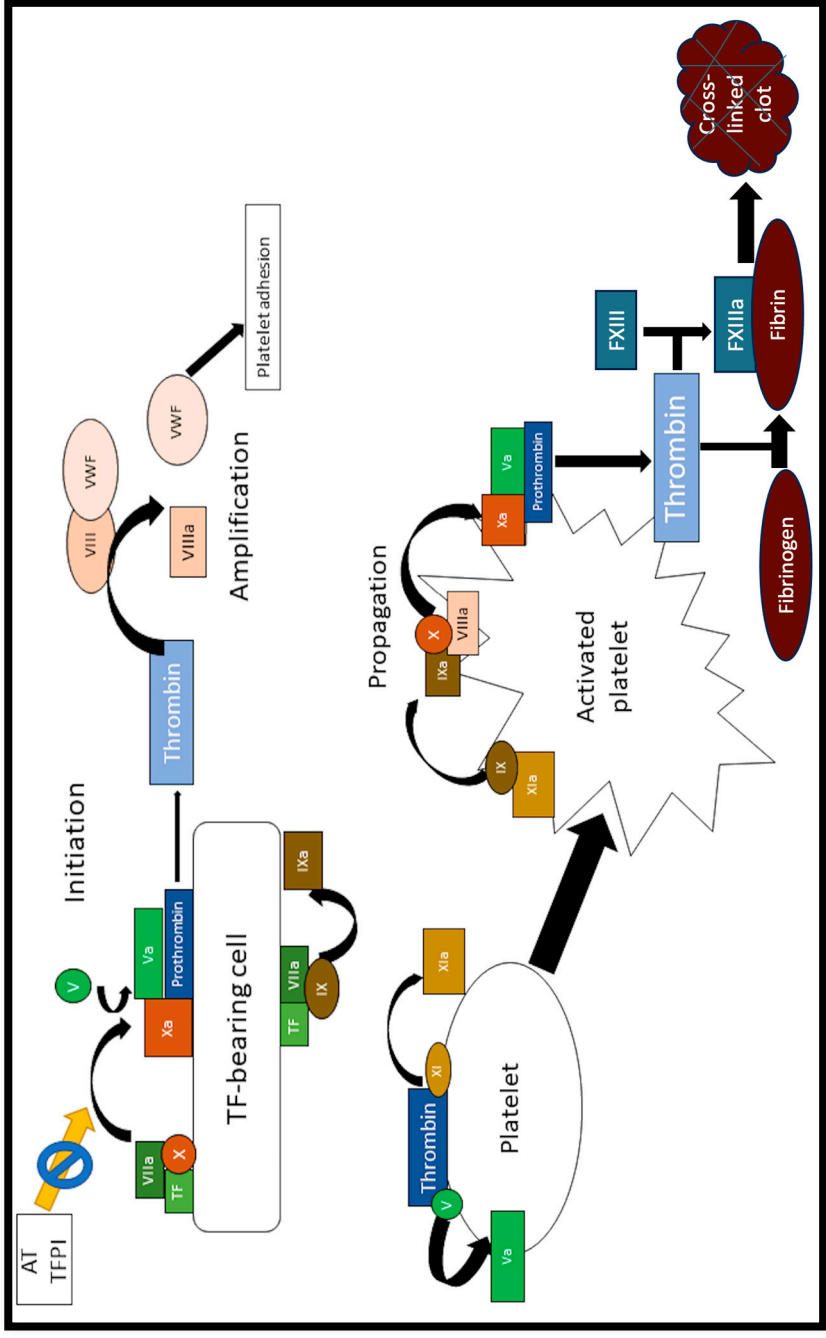 AT
TFPI
VIIa
TF
X
V
Xa
Va
Prothrombin
Initiation
TF-bearing cell
TF
VIIa
IX
IXa
Thrombin
VIII
VWF
VIIIa
VWF
Amplification
Platelet adhesion
Va
V
Thrombin
XI
XIa
Platelet
IX
XIa
IXa
X
VIIIa
Propagation
Activated
platelet
Xa
Va
Prothrombin
Thrombin
FXIII
Fibrinogen
FXIIIa
Fibrin
Cross-
linked
clot